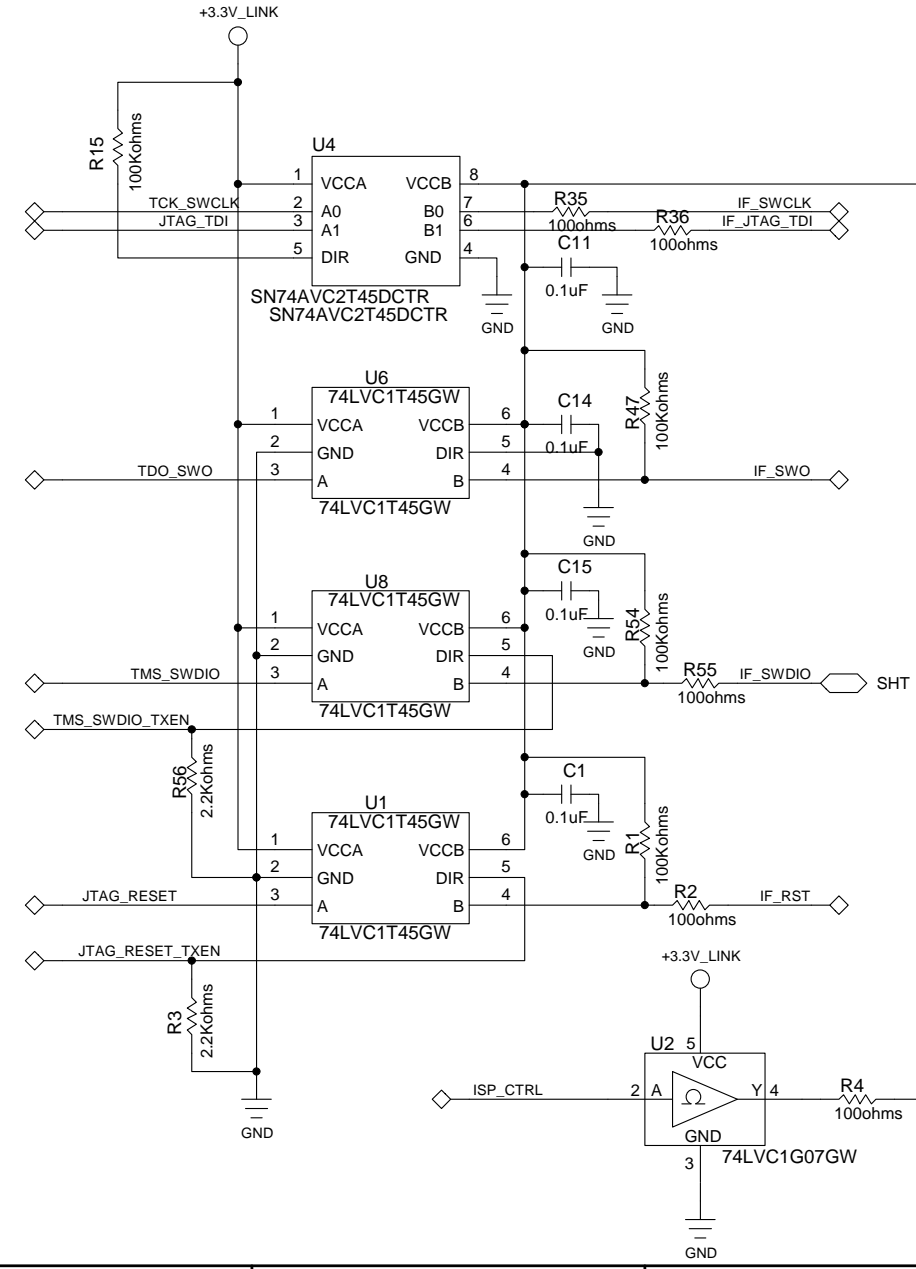 +3.3V_LINK
R15
100Kohms
U4
1 VCCA VCCB 8
TCK_SWCLK 2 A0 B0 7 R35 100ohms IF_SWCLK
JTAG_TDI 3 A1 B1 6 R36 100ohms IF_JTAG_TDI
5 DIR GND 4
C11
0.1uF
GND
GND
SN74AVC2T45DCTR
SN74AVC2T45DCTR
U6
74LVC1T45GW
1 VCCA VCCB 6
2 GND DIR 5
TDO_SWO 3 A B 4 IF_SWO
74LVC1T45GW
C14
0.1uF
GND
R47
100Kohms
U8
74LVC1T45GW
1 VCCA VCCB 6
2 GND DIR 5
TMS_SWDIO 3 A B 4 R55 100ohms IF_SWDIO SHT
74LVC1T45GW
C15
0.1uF
GND
R54
100Kohms
TMS_SWDIO_TXEN
R56
2.2Kohms
U1
74LVC1T45GW
1 VCCA VCCB 6
2 GND DIR 5
JTAG_RESET 3 A B 4 R2 100ohms IF_RST
74LVC1T45GW
C1
0.1uF
GND
R1
100Kohms
JTAG_RESET_TXEN
R3
2.2Kohms
GND
+3.3V_LINK
U2 5
VCC
ISP_CTRL 2 A Ω Y 4 R4 100ohms
GND
3
74LVC1G07GW
GND